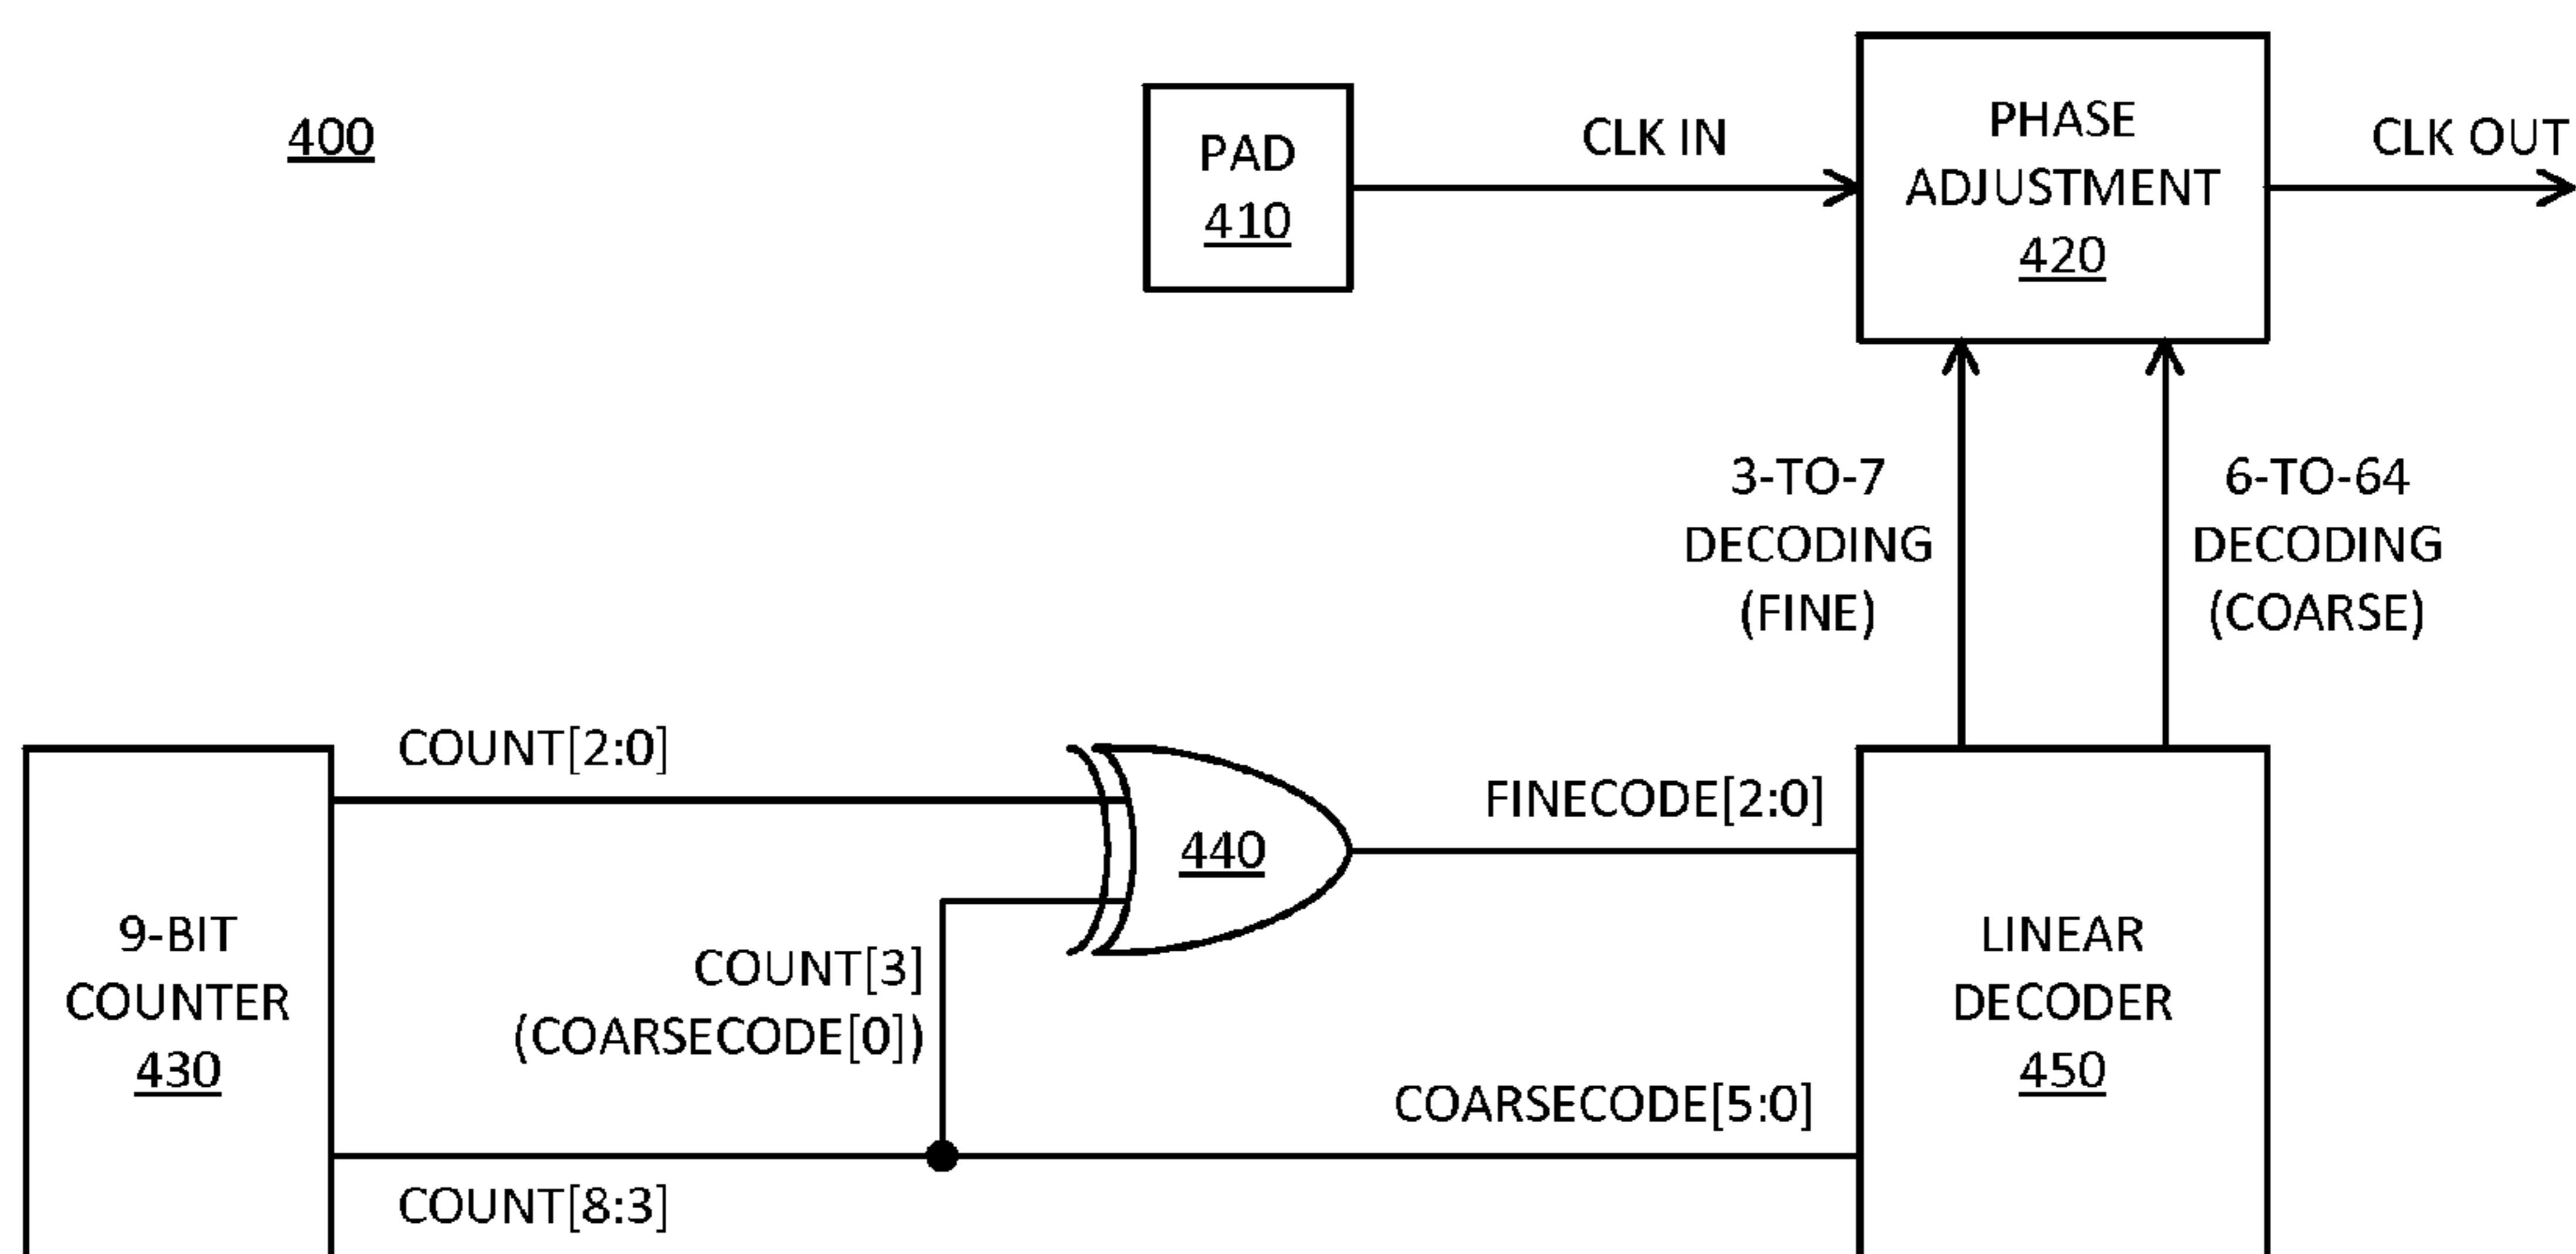 400
PAD
410
CLK IN
PHASE
ADJUSTMENT
420
CLK OUT
3-TO-7
DECODING
(FINE)
6-TO-64
DECODING
(COARSE)
COUNT[2:0]
440
FINECODE[2:0]
9-BIT
COUNTER
430
COUNT[3]
(COARSECODE[0])
LINEAR
DECODER
450
COARSECODE[5:0]
COUNT[8:3]